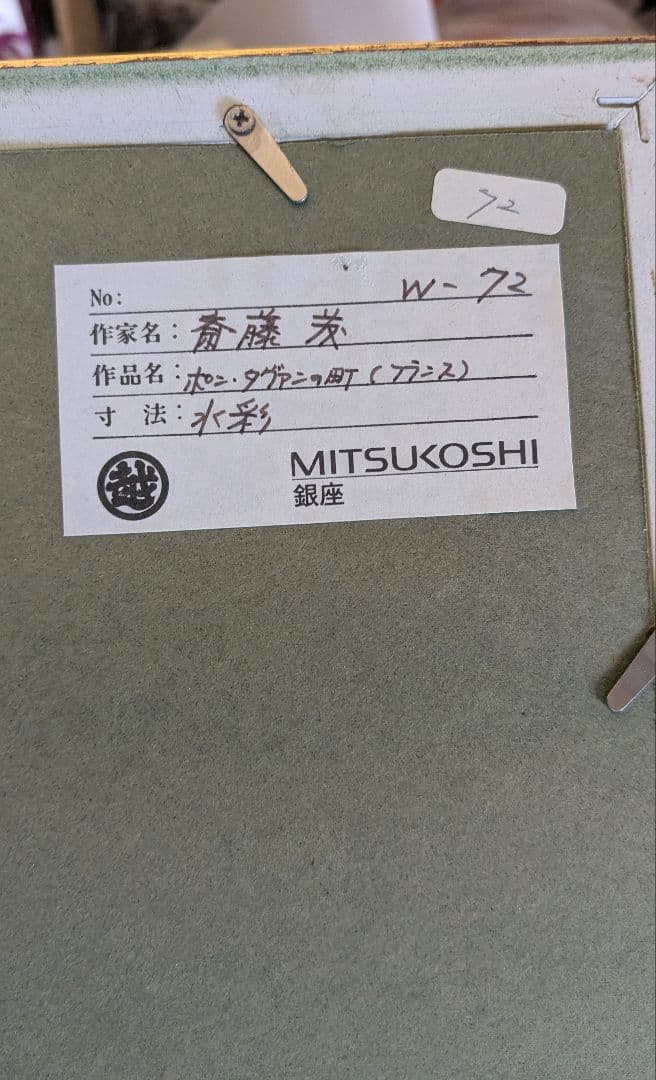 72
No: W-72
作家名：斎藤 茂
作品名：ポン・タヴァンの町(フランス)
寸 法：水彩
越
MITSUKOSHI
銀座